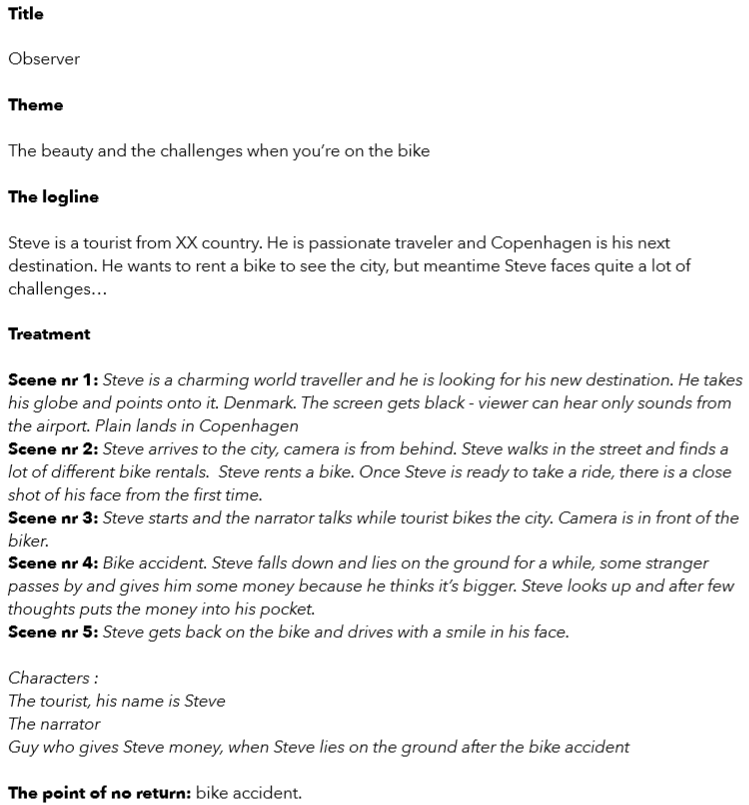 Title
Observer
Theme
The beauty and the challenges when you're on the bike
The logline
Steve is a tourist from XX country. He is passionate traveler and Copenhagen is his next
destination. He wants to rent a bike to see the city, but meantime Steve faces quite a lot of
challenges...
Treatment
Scene nr 1: Steve is a charming world traveller and he is looking for his new destination. He takes
his globe and points onto it. Denmark. The screen gets black - viewer can hear only sounds from
the airport. Plain lands in Copenhagen
Scene nr 2: Steve arrives to the city, camera is from behind. Steve walks in the street and finds a
lot of different bike rentals.  Steve rents a bike. Once Steve is ready to take a ride, there is a close
shot of his face from the first time.
Scene nr 3: Steve starts and the narrator talks while tourist bikes the city. Camera is in front of the
biker.
Scene nr 4: Bike accident. Steve falls down and lies on the ground for a while, some stranger
passes by and gives him some money because he thinks it's bigger. Steve looks up and after few
thoughts puts the money into his pocket.
Scene nr 5: Steve gets back on the bike and drives with a smile in his face.
Characters :
The tourist, his name is Steve
The narrator
Guy who gives Steve money, when Steve lies on the ground after the bike accident
The point of no return: bike accident.